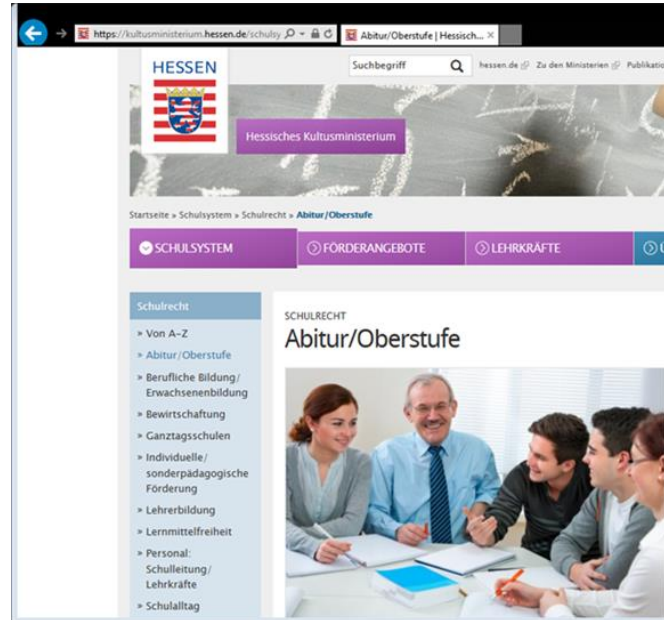 https://kultusministerium.hessen.de/schulsy
Abitur/Oberstufe | Hessisch...
HESSEN
Suchbegriff
hessen.de Zu den Ministerien Publikatio
Hessisches Kultusministerium
Startseite » Schulsystem » Schulrecht » Abitur/Oberstufe
SCHULSYSTEM
FÖRDERANGEBOTE
LEHRKRÄFTE
Schulrecht
» Von A–Z
» Abitur/Oberstufe
» Berufliche Bildung/
Erwachsenenbildung
» Bewirtschaftung
» Ganztagsschulen
» Individuelle/
sonderpädagogische
Förderung
» Lehrerbildung
» Lernmittelfreiheit
» Personal:
Schulleitung/
Lehrkräfte
» Schulalltag
SCHULRECHT
Abitur/Oberstufe